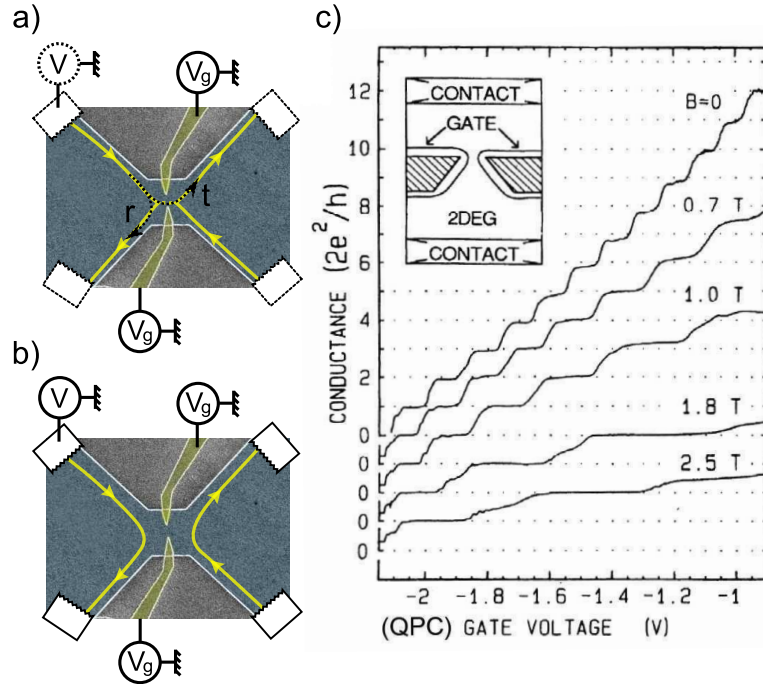 a)
V
Vg
t
r
Vg
b)
V
Vg
Vg
c)
CONDUCTANCE (2e²/h)
12
10
8
6
4
2
0
0
0
0
0
CONTACT
GATE
2DEG
CONTACT
B=0
0.7 T
1.0 T
1.8 T
2.5 T
-2 -1.8 -1.6 -1.4 -1.2 -1
(QPC) GATE VOLTAGE (V)